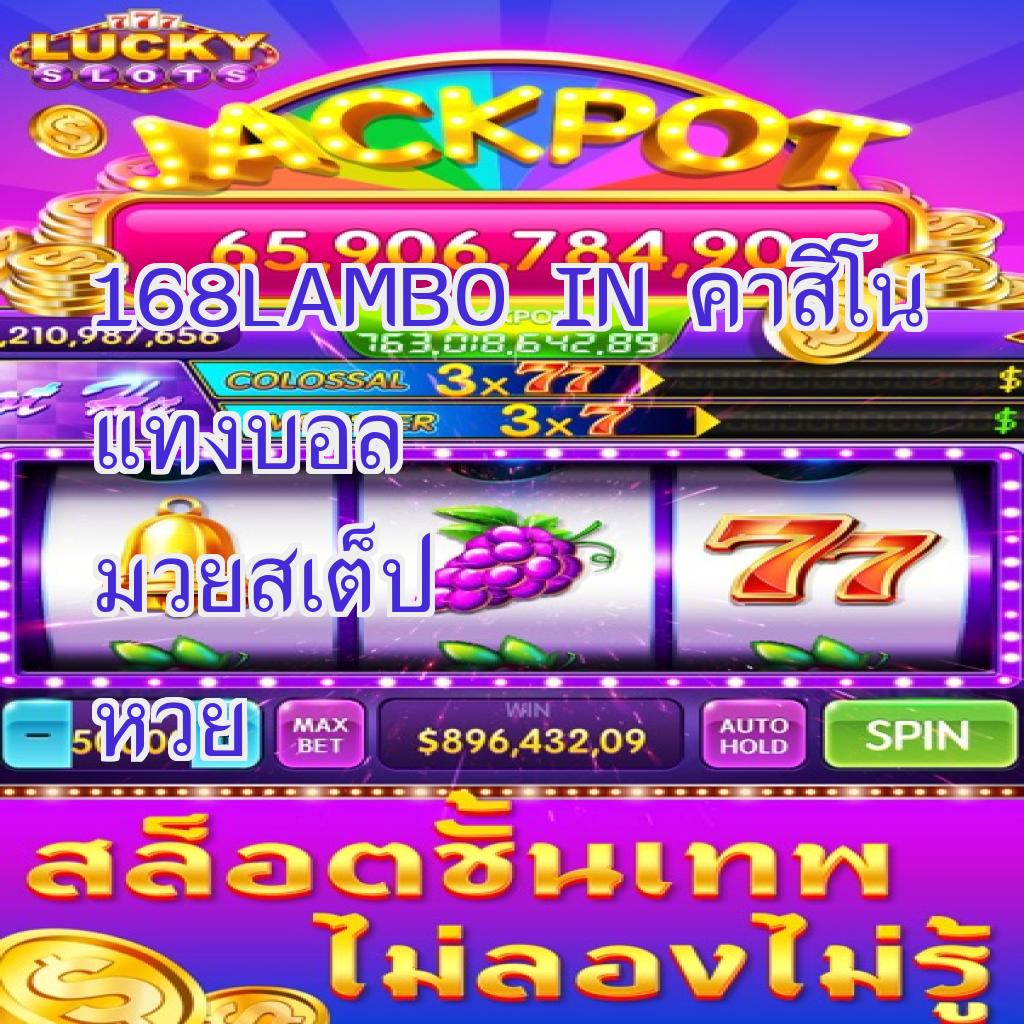 777
LUCKY
SLOTS
JACKPOT
65,906,784,90
168LAMBO IN คาสิโน
,210,987,656
763,018,642,89
COLOSSAL 3x77
$
3x7
$
แทงบอล
มวยสเต็ป
77
หวย
MAX
BET
WIN
$896,432,09
AUTO
HOLD
SPIN
สล็อตชั้นเทพ
ไม่ลองไม่รู้